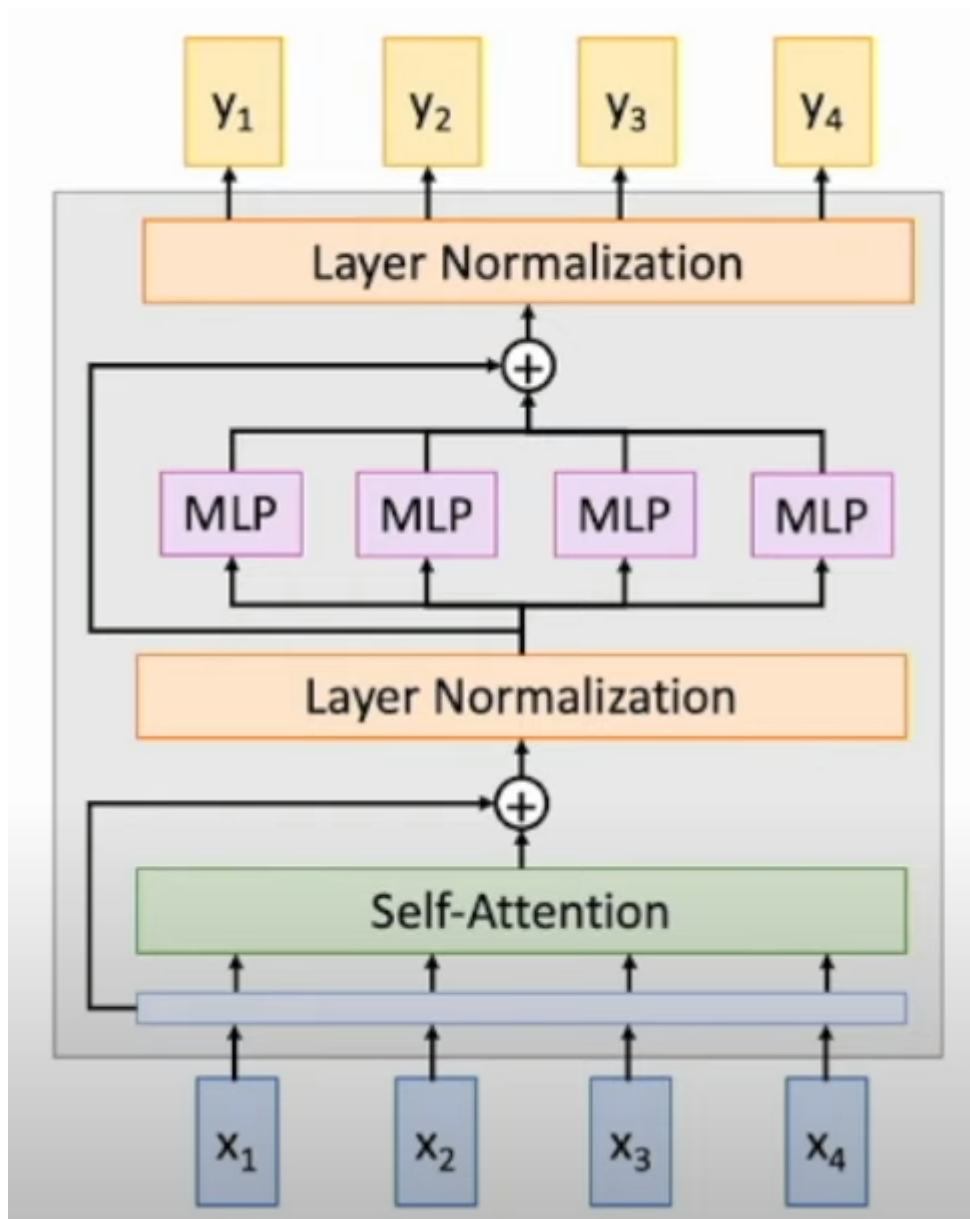 y₁ y₂ y₃ y₄
Layer Normalization
+
MLP MLP MLP MLP
Layer Normalization
+
Self-Attention
x₁ x₂ x₃ x₄